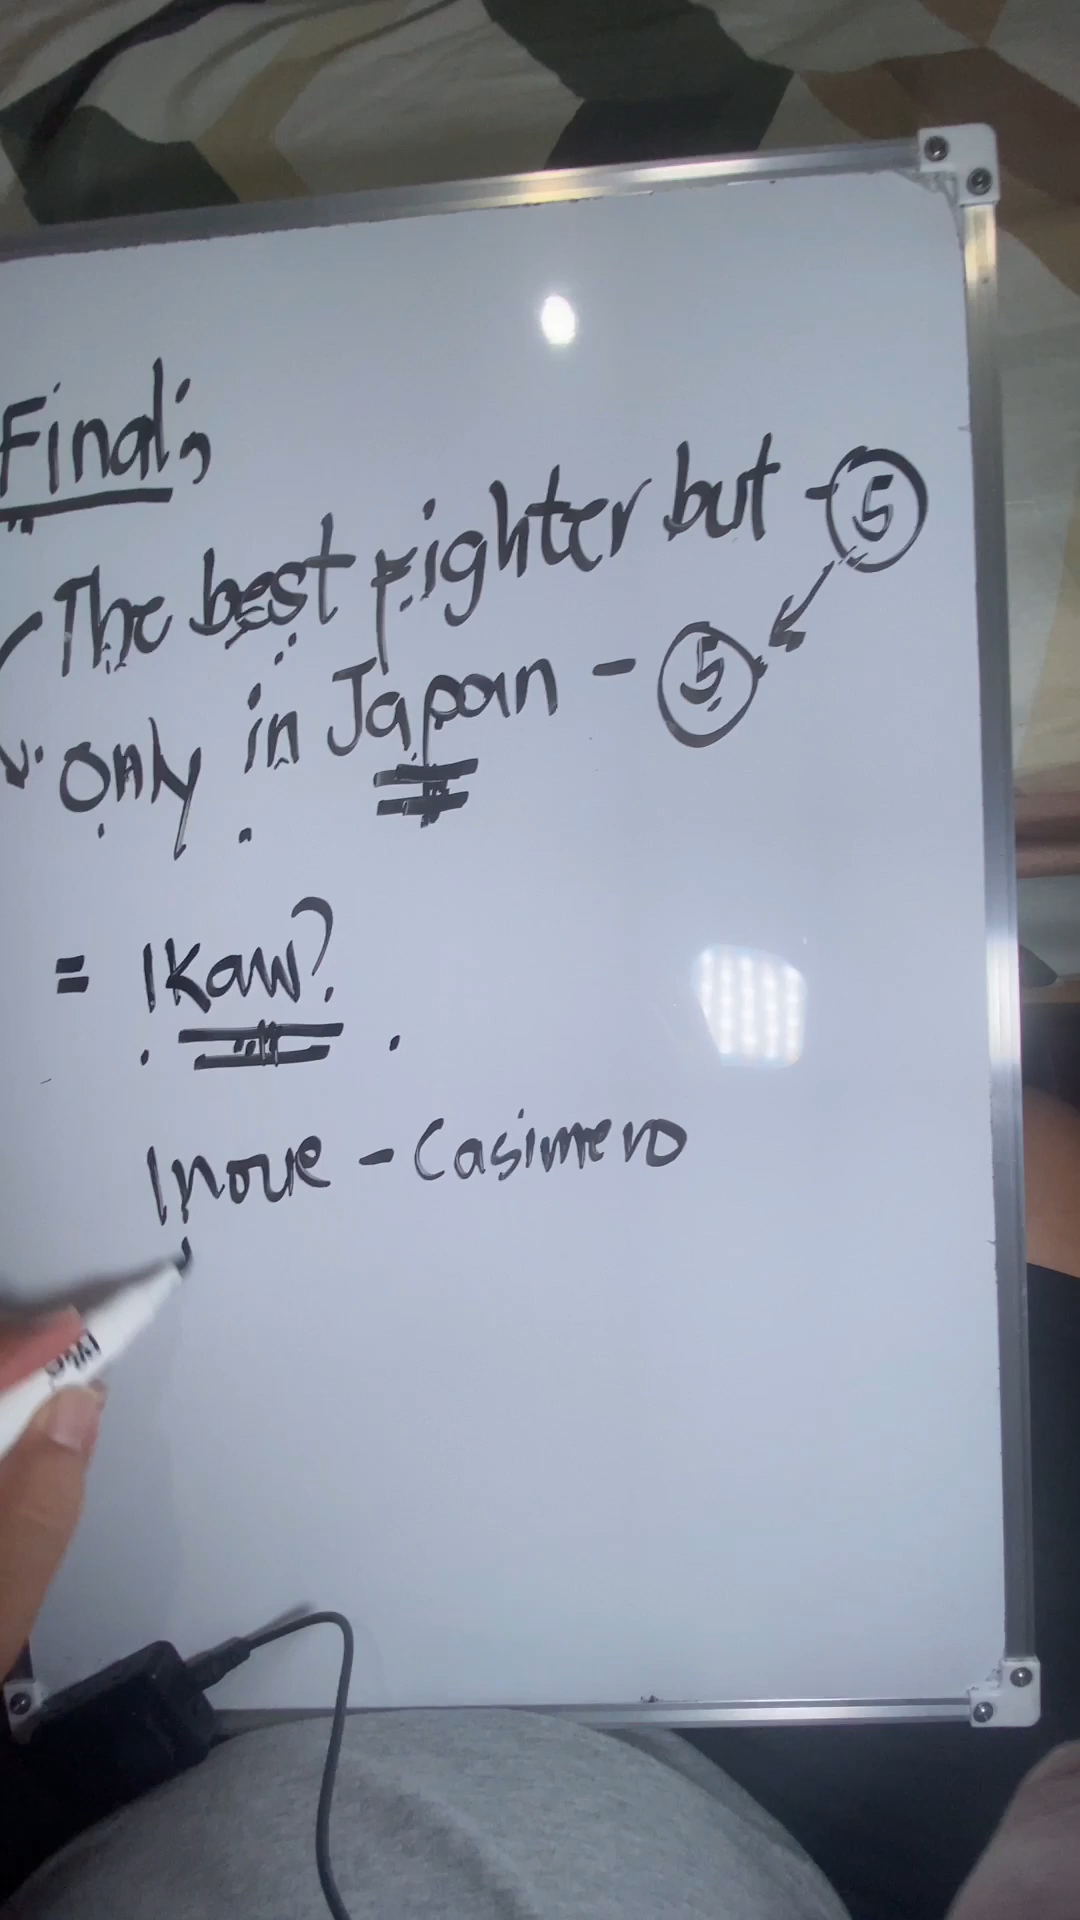 Final;
The best fighter but - 5
only in Japan - 5
= Ikaw?
Inoue - Casimero